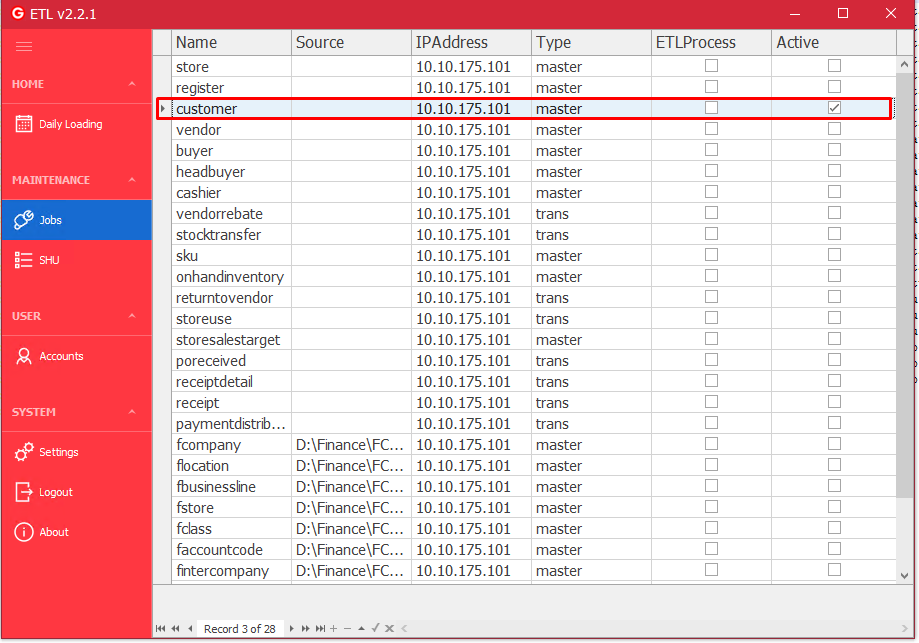 G ETL v2.2.1
HOME
Daily Loading
MAINTENANCE
Jobs
SHU
USER
Accounts
SYSTEM
Settings
Logout
About
Name Source IPAddress Type ETLProcess Active
store 10.10.175.101 master
register 10.10.175.101 master
customer 10.10.175.101 master
vendor 10.10.175.101 master
buyer 10.10.175.101 master
headbuyer 10.10.175.101 master
cashier 10.10.175.101 master
vendorrebate 10.10.175.101 trans
stocktransfer 10.10.175.101 trans
sku 10.10.175.101 master
onhandinventory 10.10.175.101 master
returntovendor 10.10.175.101 trans
storeuse 10.10.175.101 trans
storesalestarget 10.10.175.101 master
poreceived 10.10.175.101 trans
receiptdetail 10.10.175.101 trans
receipt 10.10.175.101 trans
paymentdistrib... 10.10.175.101 trans
fcompany D:\Finance\FC... 10.10.175.101 master
flocation D:\Finance\FC... 10.10.175.101 master
fbusinessline D:\Finance\FC... 10.10.175.101 master
fstore D:\Finance\FC... 10.10.175.101 master
fclass D:\Finance\FC... 10.10.175.101 master
faccountcode D:\Finance\FC... 10.10.175.101 master
fintercompany D:\Finance\FC... 10.10.175.101 master
Record 3 of 28